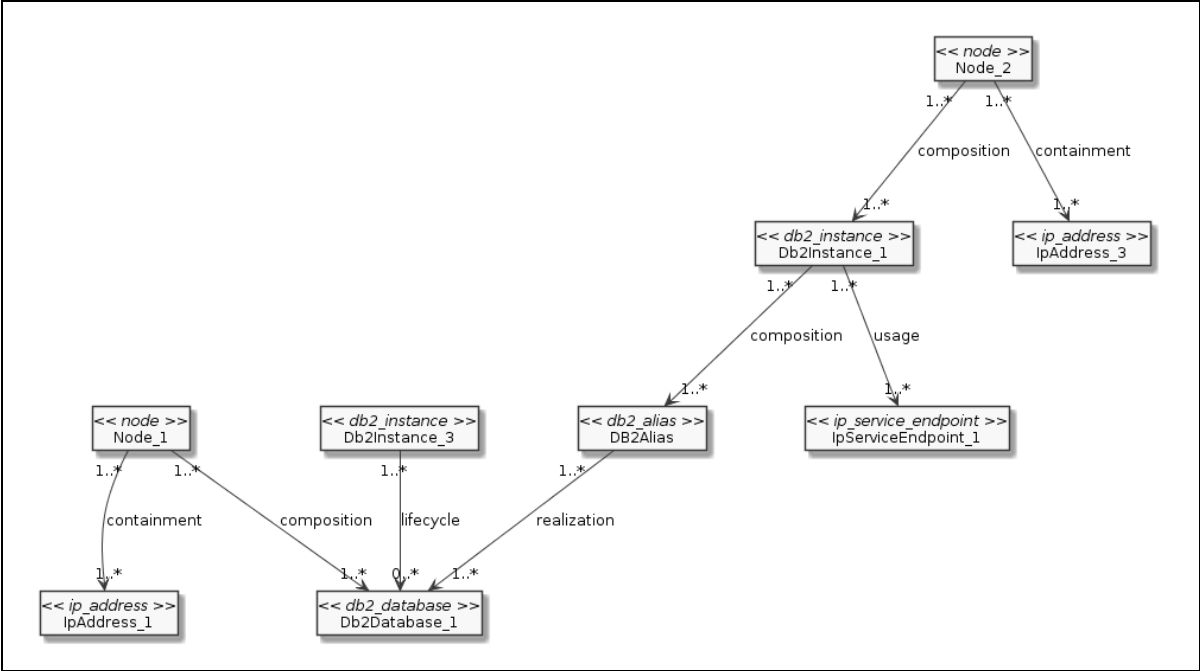 << node >>
Node_2
1..* 1..*
composition containment
1..* 1..*
<< db2_instance >> << ip_address >>
Db2Instance_1 IpAddress_3
1..* 1..*
composition usage
1..* 1..*
<< node >> << db2_instance >> << db2_alias >> << ip_service_endpoint >>
Node_1 Db2Instance_3 DB2Alias IpServiceEndpoint_1
1..* 1..* 1..* 1..*
containment composition lifecycle realization
1..* 1..* 0..* 1..*
<< ip_address >> << db2_database >>
IpAddress_1 Db2Database_1